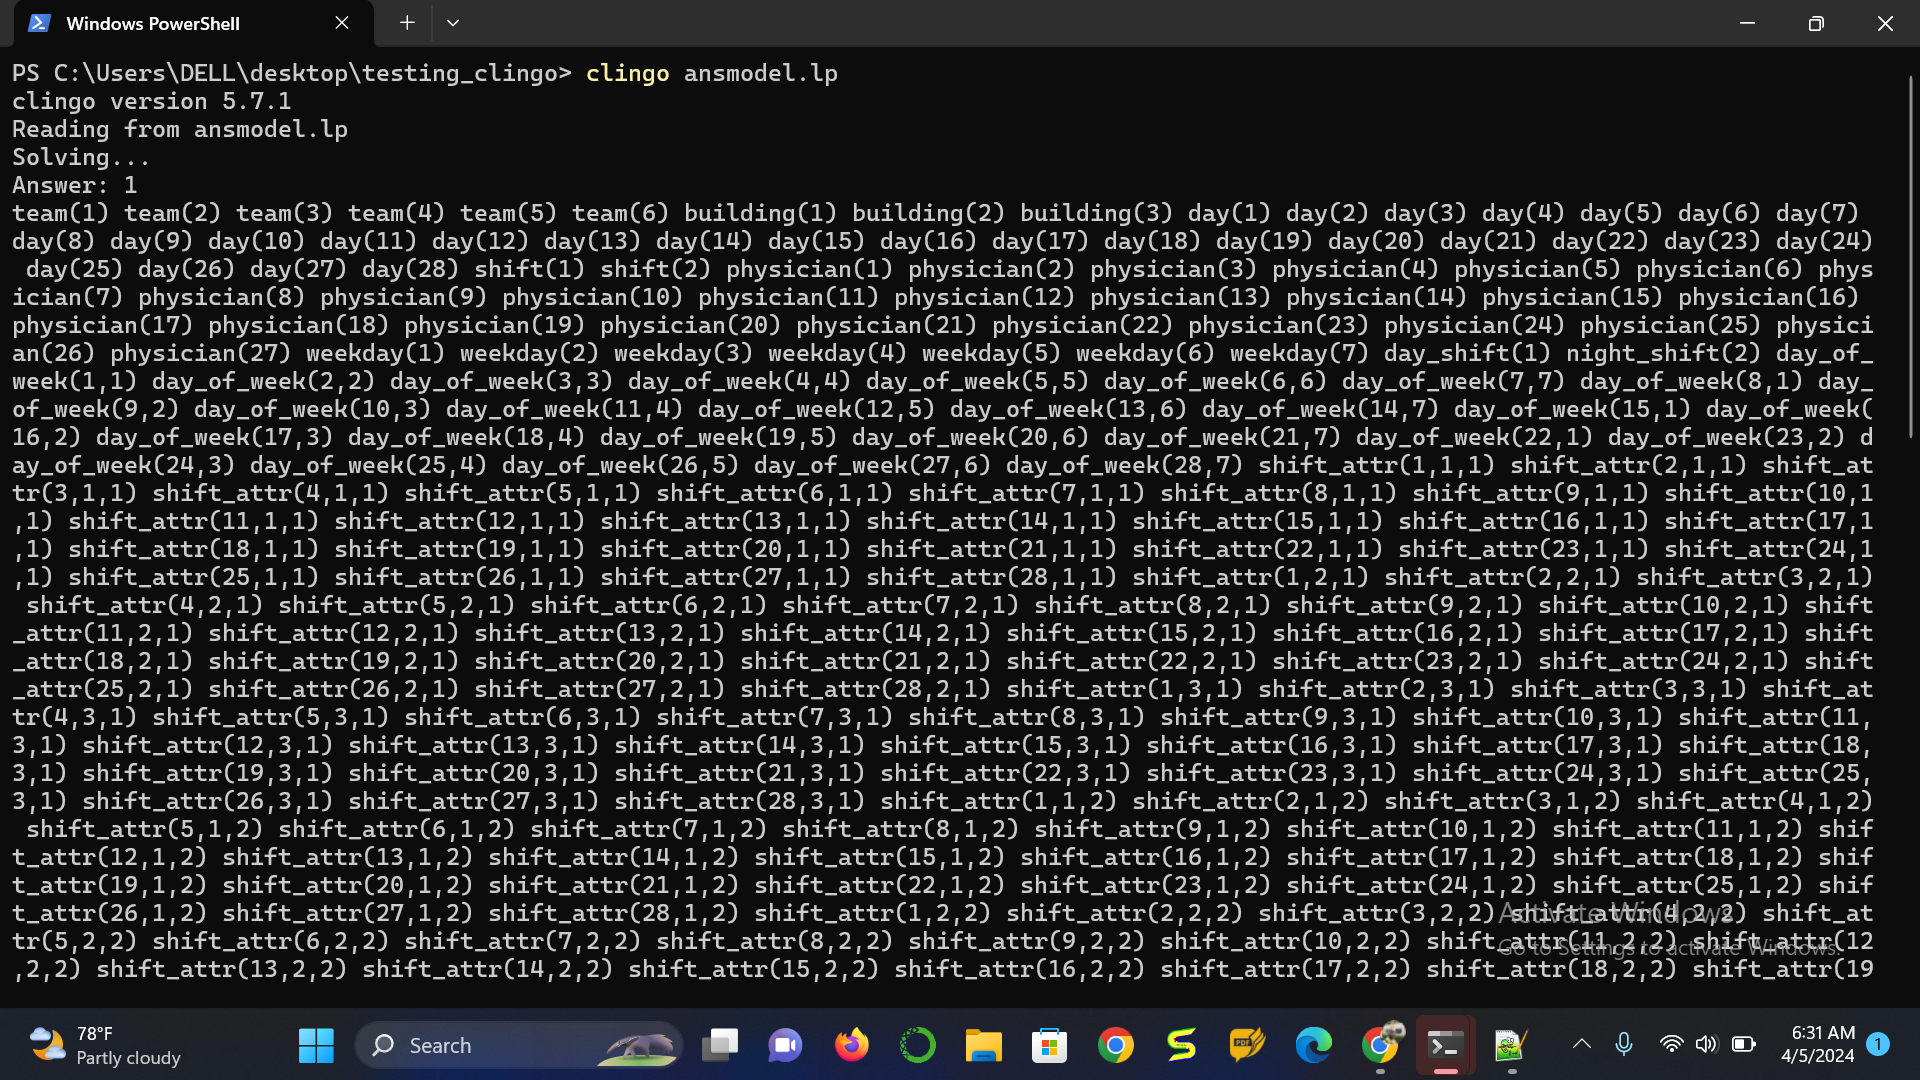 Windows PowerShell
PS C:\Users\DELL\desktop\testing_clingo> clingo ansmodel.lp
clingo version 5.7.1
Reading from ansmodel.lp
Solving...
Answer: 1
team(1) team(2) team(3) team(4) team(5) team(6) building(1) building(2) building(3) day(1) day(2) day(3) day(4) day(5) day(6) day(7)
day(8) day(9) day(10) day(11) day(12) day(13) day(14) day(15) day(16) day(17) day(18) day(19) day(20) day(21) day(22) day(23) day(24)
day(25) day(26) day(27) day(28) shift(1) shift(2) physician(1) physician(2) physician(3) physician(4) physician(5) physician(6) phys
ician(7) physician(8) physician(9) physician(10) physician(11) physician(12) physician(13) physician(14) physician(15) physician(16)
physician(17) physician(18) physician(19) physician(20) physician(21) physician(22) physician(23) physician(24) physician(25) physici
an(26) physician(27) weekday(1) weekday(2) weekday(3) weekday(4) weekday(5) weekday(6) weekday(7) day_shift(1) night_shift(2) day_of_
week(1,1) day_of_week(2,2) day_of_week(3,3) day_of_week(4,4) day_of_week(5,5) day_of_week(6,6) day_of_week(7,7) day_of_week(8,1) day_
of_week(9,2) day_of_week(10,3) day_of_week(11,4) day_of_week(12,5) day_of_week(13,6) day_of_week(14,7) day_of_week(15,1) day_of_week(
16,2) day_of_week(17,3) day_of_week(18,4) day_of_week(19,5) day_of_week(20,6) day_of_week(21,7) day_of_week(22,1) day_of_week(23,2) d
ay_of_week(24,3) day_of_week(25,4) day_of_week(26,5) day_of_week(27,6) day_of_week(28,7) shift_attr(1,1,1) shift_attr(2,1,1) shift_at
tr(3,1,1) shift_attr(4,1,1) shift_attr(5,1,1) shift_attr(6,1,1) shift_attr(7,1,1) shift_attr(8,1,1) shift_attr(9,1,1) shift_attr(10,1
,1) shift_attr(11,1,1) shift_attr(12,1,1) shift_attr(13,1,1) shift_attr(14,1,1) shift_attr(15,1,1) shift_attr(16,1,1) shift_attr(17,1
,1) shift_attr(18,1,1) shift_attr(19,1,1) shift_attr(20,1,1) shift_attr(21,1,1) shift_attr(22,1,1) shift_attr(23,1,1) shift_attr(24,1
,1) shift_attr(25,1,1) shift_attr(26,1,1) shift_attr(27,1,1) shift_attr(28,1,1) shift_attr(1,2,1) shift_attr(2,2,1) shift_attr(3,2,1)
shift_attr(4,2,1) shift_attr(5,2,1) shift_attr(6,2,1) shift_attr(7,2,1) shift_attr(8,2,1) shift_attr(9,2,1) shift_attr(10,2,1) shift
_attr(11,2,1) shift_attr(12,2,1) shift_attr(13,2,1) shift_attr(14,2,1) shift_attr(15,2,1) shift_attr(16,2,1) shift_attr(17,2,1) shift
_attr(18,2,1) shift_attr(19,2,1) shift_attr(20,2,1) shift_attr(21,2,1) shift_attr(22,2,1) shift_attr(23,2,1) shift_attr(24,2,1) shift
_attr(25,2,1) shift_attr(26,2,1) shift_attr(27,2,1) shift_attr(28,2,1) shift_attr(1,3,1) shift_attr(2,3,1) shift_attr(3,3,1) shift_at
tr(4,3,1) shift_attr(5,3,1) shift_attr(6,3,1) shift_attr(7,3,1) shift_attr(8,3,1) shift_attr(9,3,1) shift_attr(10,3,1) shift_attr(11,
3,1) shift_attr(12,3,1) shift_attr(13,3,1) shift_attr(14,3,1) shift_attr(15,3,1) shift_attr(16,3,1) shift_attr(17,3,1) shift_attr(18,
3,1) shift_attr(19,3,1) shift_attr(20,3,1) shift_attr(21,3,1) shift_attr(22,3,1) shift_attr(23,3,1) shift_attr(24,3,1) shift_attr(25,
3,1) shift_attr(26,3,1) shift_attr(27,3,1) shift_attr(28,3,1) shift_attr(1,1,2) shift_attr(2,1,2) shift_attr(3,1,2) shift_attr(4,1,2)
shift_attr(5,1,2) shift_attr(6,1,2) shift_attr(7,1,2) shift_attr(8,1,2) shift_attr(9,1,2) shift_attr(10,1,2) shift_attr(11,1,2) shif
t_attr(12,1,2) shift_attr(13,1,2) shift_attr(14,1,2) shift_attr(15,1,2) shift_attr(16,1,2) shift_attr(17,1,2) shift_attr(18,1,2) shif
t_attr(19,1,2) shift_attr(20,1,2) shift_attr(21,1,2) shift_attr(22,1,2) shift_attr(23,1,2) shift_attr(24,1,2) shift_attr(25,1,2) shif
t_attr(26,1,2) shift_attr(27,1,2) shift_attr(28,1,2) shift_attr(1,2,2) shift_attr(2,2,2) shift_attr(3,2,2) shift_attr(4,2,2) shift_at
tr(5,2,2) shift_attr(6,2,2) shift_attr(7,2,2) shift_attr(8,2,2) shift_attr(9,2,2) shift_attr(10,2,2) shift_attr(11,2,2) shift_attr(12
,2,2) shift_attr(13,2,2) shift_attr(14,2,2) shift_attr(15,2,2) shift_attr(16,2,2) shift_attr(17,2,2) shift_attr(18,2,2) shift_attr(19
Activate Windows
Go to Settings to activate Windows.
78°F
Partly cloudy
Search
PDF
6:31 AM
4/5/2024
1